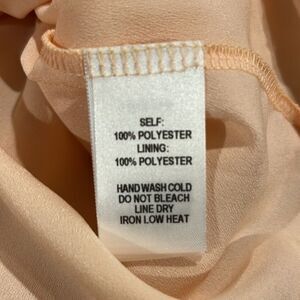 SELF:
100% POLYESTER
LINING:
100% POLYESTER
HAND WASH COLD
DO NOT BLEACH
LINE DRY
IRON LOW HEAT